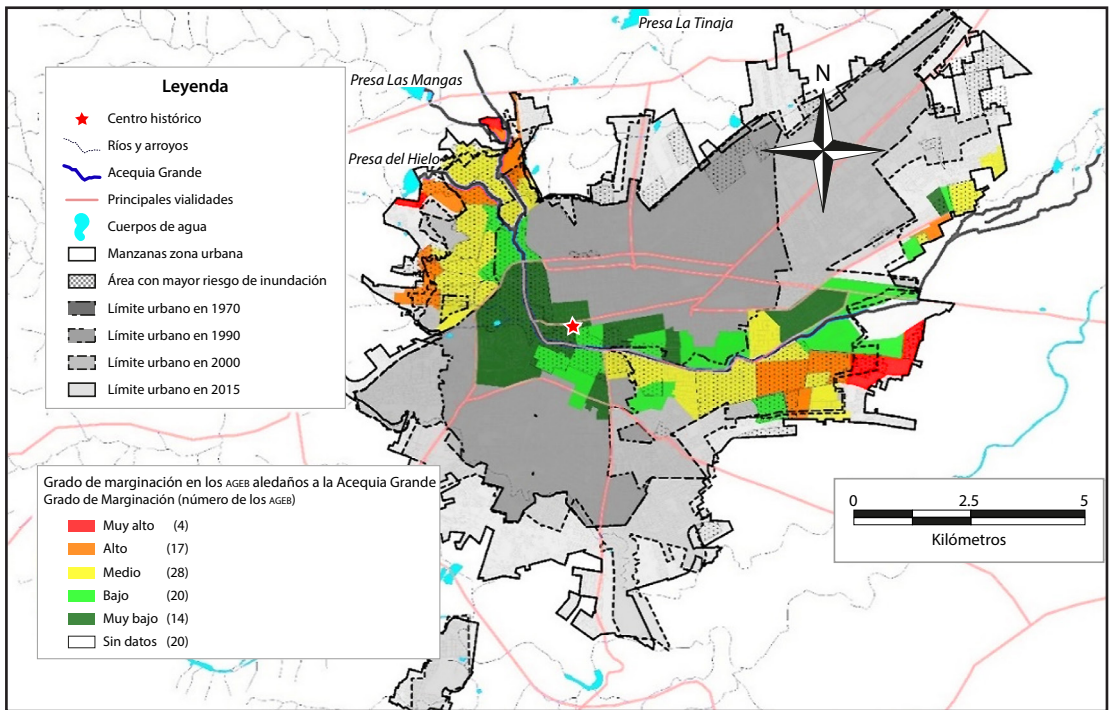 Presa La Tinaja
N
Presa Las Mangas
Presa del Hielo
Leyenda
Centro histórico
Ríos y arroyos
Acequia Grande
Principales vialidades
Cuerpos de agua
Manzanas zona urbana
Área con mayor riesgo de inundación
Límite urbano en 1970
Límite urbano en 1990
Límite urbano en 2000
Límite urbano en 2015
Grado de marginación en los AGEB aledaños a la Acequia Grande
Grado de Marginación (número de los AGEB)
Muy alto (4)
Alto (17)
Medio (28)
Bajo (20)
Muy bajo (14)
Sin datos (20)
0 2.5 5
Kilómetros